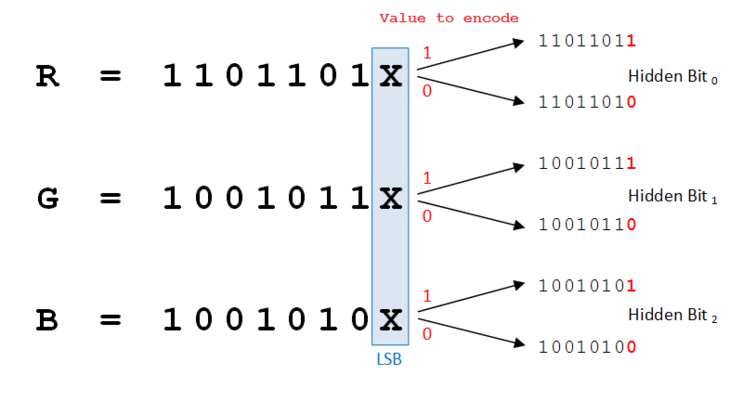 Value to encode
R = 1101101X 1 11011011
0 11011010 Hidden Bit 0
G = 1001011X 1 10010111
0 10010110 Hidden Bit 1
B = 1001010X 1 10010101
0 10010100 Hidden Bit 2
LSB